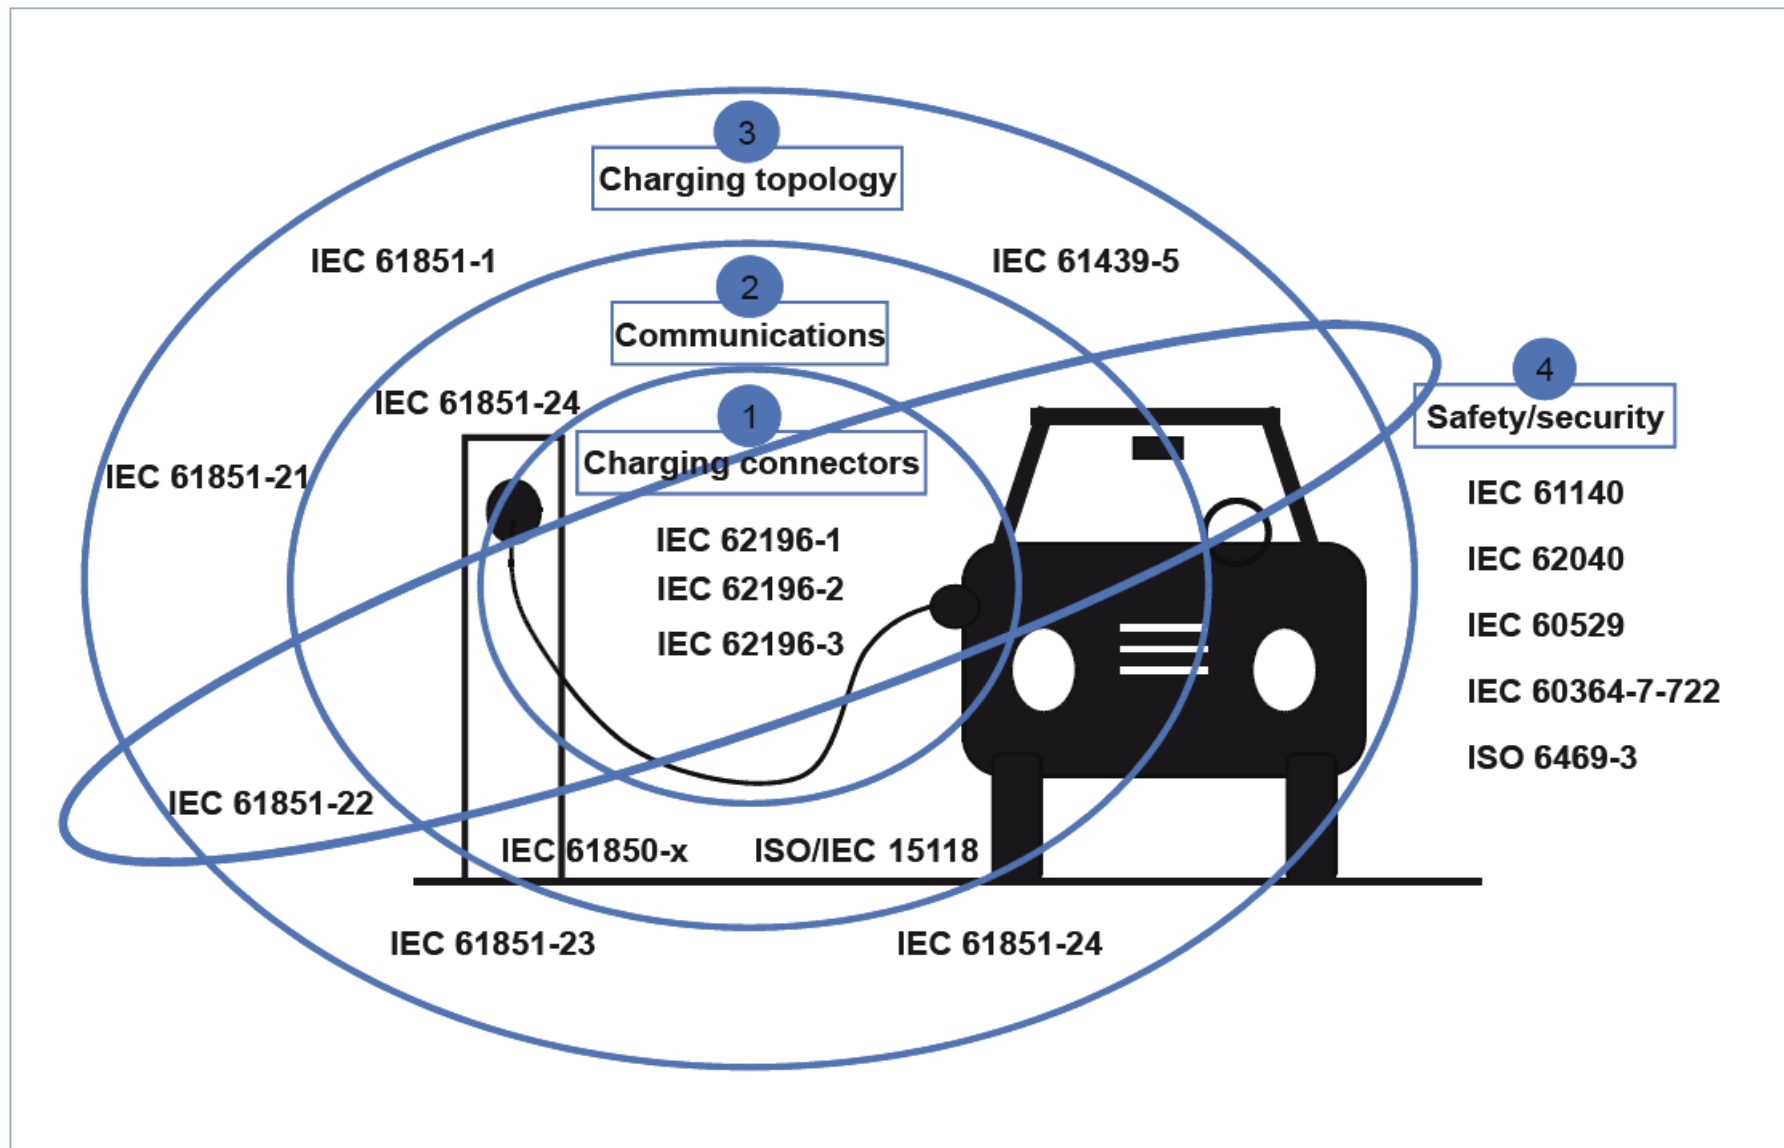 3
Charging topology
IEC 61851-1
IEC 61439-5
2
Communications
IEC 61851-24
1
Charging connectors
IEC 61851-21
IEC 62196-1
IEC 62196-2
IEC 62196-3
IEC 61851-22
IEC 61850-x
ISO/IEC 15118
IEC 61851-23
IEC 61851-24
4
Safety/security
IEC 61140
IEC 62040
IEC 60529
IEC 60364-7-722
ISO 6469-3